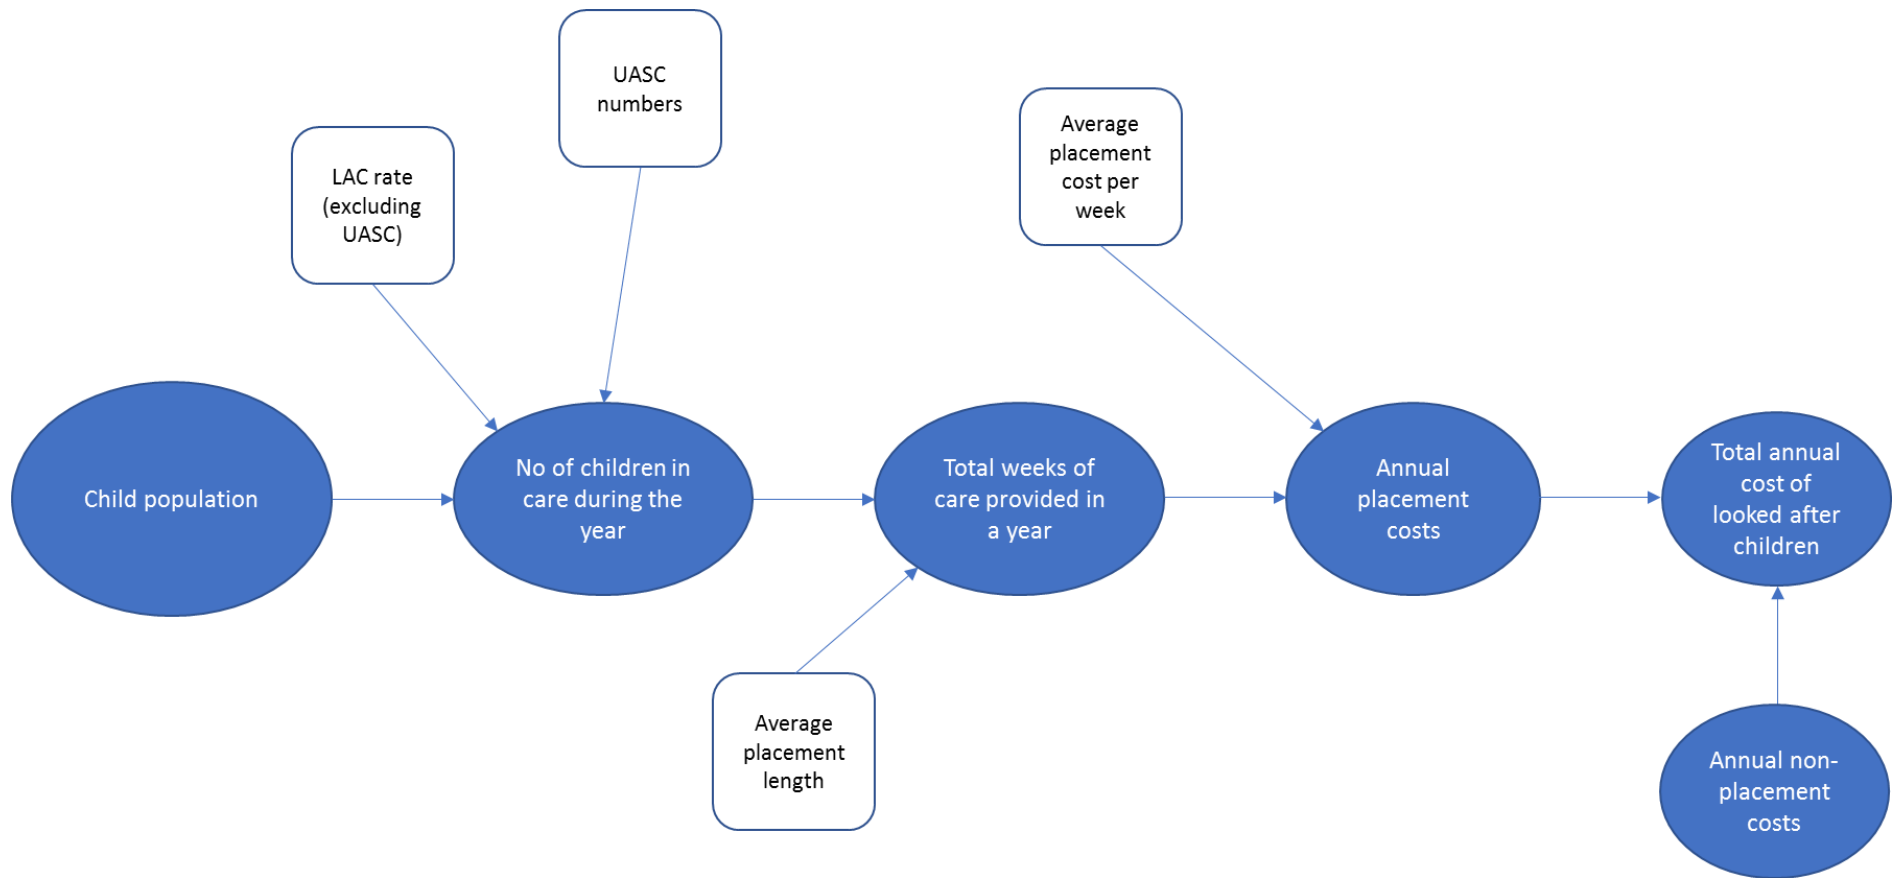 UASC
numbers
LAC rate
(excluding
UASC)
Average
placement
cost per
week
Child population
No of children in
care during the
year
Total weeks of
care provided in
a year
Annual
placement
costs
Total annual
cost of
looked after
children
Average
placement
length
Annual non-
placement
costs